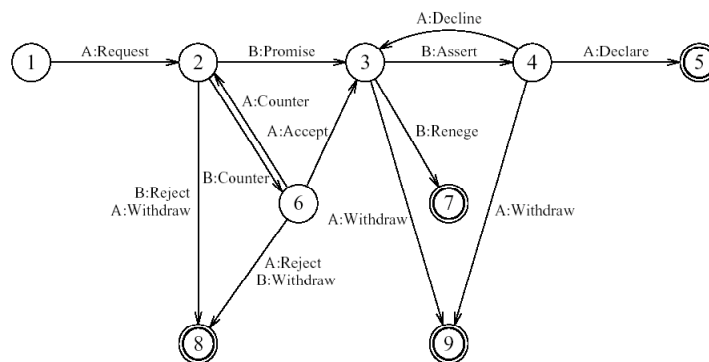 A:Decline
1
A:Request
2
B:Promise
3
B:Assert
4
A:Declare
5
A:Counter
A:Accept
B:Renege
B:Reject
A:Withdraw
B:Counter
6
A:Withdraw
7
A:Withdraw
A:Reject
B:Withdraw
8
9